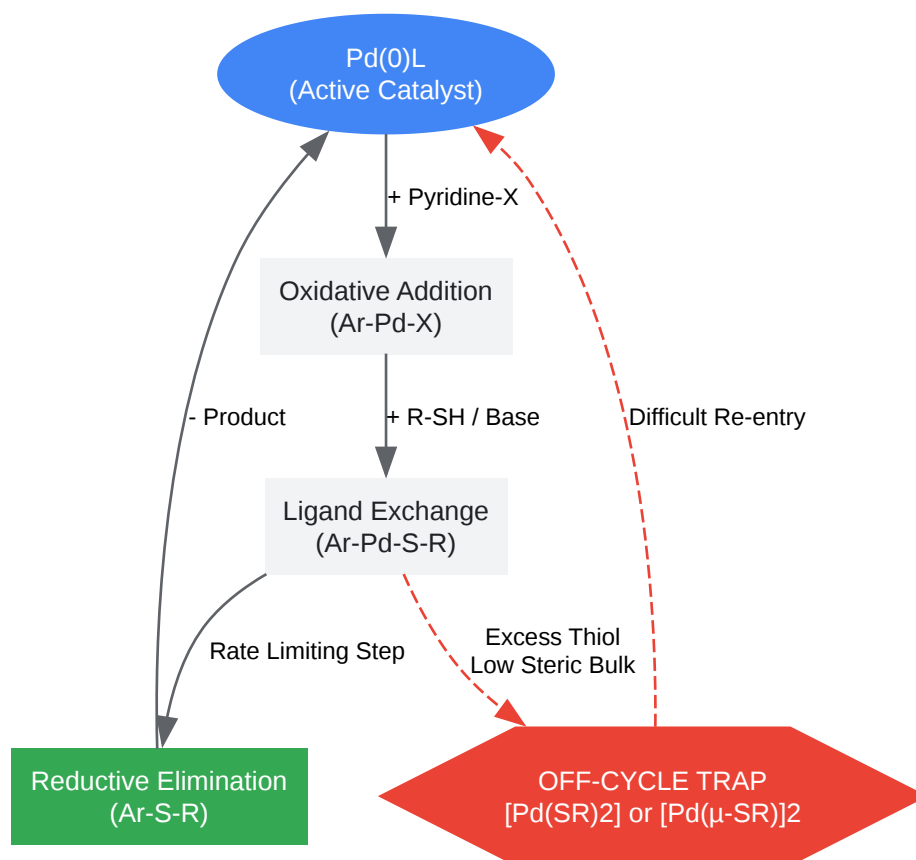 Pd(0)L
(Active Catalyst)
+ Pyridine-X
Oxidative Addition
(Ar-Pd-X)
- Product
+ R-SH / Base
Difficult Re-entry
Ligand Exchange
(Ar-Pd-S-R)
Rate Limiting Step
Excess Thiol
Low Steric Bulk
Reductive Elimination
(Ar-S-R)
OFF-CYCLE TRAP
[Pd(SR)2] or [Pd(µ-SR)]2